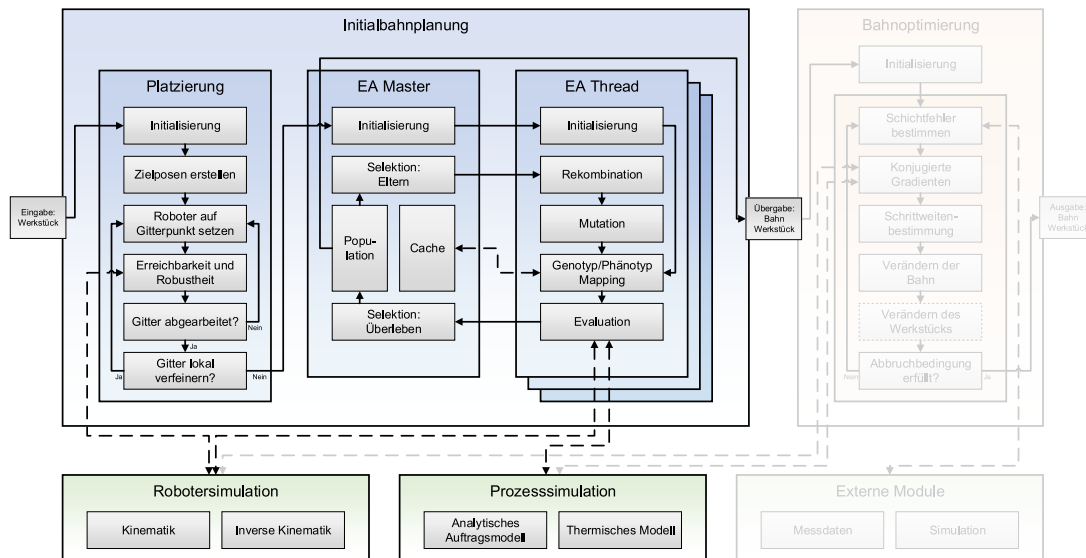 Initialbahnplanung
Bahnoptimierung
Platzierung
Initialisierung
Zielposen erstellen
Roboter auf
Gitterpunkt setzen
Erreichbarkeit und
Robustheit
Gitter abgearbeitet?
Nein
Ja
Gitter lokal
verfeinern?
Ja
Nein
EA Master
Initialisierung
Selektion:
Eltern
Popu-
lation
Cache
Selektion:
Überleben
EA Thread
Initialisierung
Rekombination
Mutation
Genotyp/Phänotyp
Mapping
Evaluation
Eingabe:
Werkstück
Übergabe:
Bahn
Werkstück
Initialisierung
Schichtfehler
bestimmen
Konjugierte
Gradienten
Schrittweiten-
bestimmung
Verändern der
Bahn
Verändern des
Werkstücks
Abbruchbedingung
erfüllt?
Nein
Ja
Ausgabe:
Bahn
Werkstück
Robotersimulation
Kinematik
Inverse Kinematik
Prozesssimulation
Analytisches
Auftragsmodell
Thermisches Modell
Externe Module
Messdaten
Simulation